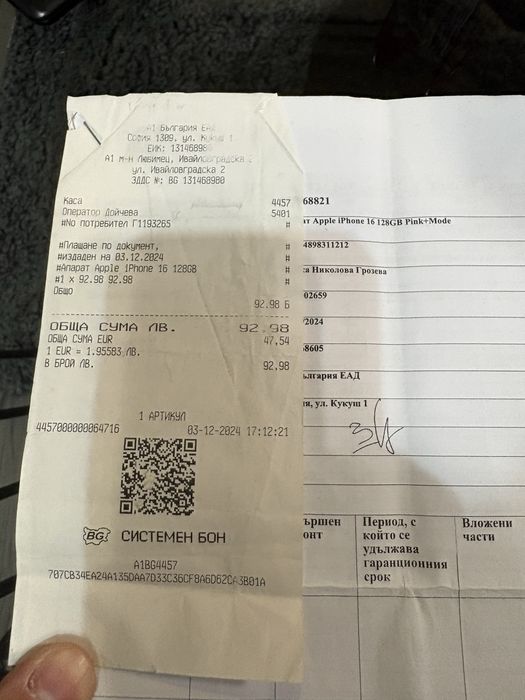 А1 България ЕАД
София 1309, ул. Кукуш 1
ЕИК: 131468980
А1 м-н Любимец, Ивайловградска 2
ул. Ивайловградска 2
ЗДДС №: BG 131468980
Каса 4457
Оператор Дойчева 5401
#No потребител Г1193265 #
#Плащане по документ, #
#издаден на 03.12.2024 #
#Апарат Apple iPhone 16 128GB #
#1 x 92.98 92.98 #
Общо
92.98 Б
ОБЩА СУМА ЛВ. 92.98
ОБЩА СУМА EUR 47.54
1 EUR = 1.95583 ЛВ.
В БРОЙ ЛВ. 92.98
1 АРТИКУЛ
4457000000064716 03-12-2024 17:12:21
BG СИСТЕМЕН БОН
A1BG4457
707CB34EA24A135DAA7D33C36CF8A6D62CA3B01A
68821
ат Apple iPhone 16 128GB Pink+Mode
4898311212
са Николова Грозева
02659
/2024
8605
ългария ЕАД
ия, ул. Кукуш 1
ършен
онт
Период, с
който се
удължава
гаранционния
срок
Вложени
части